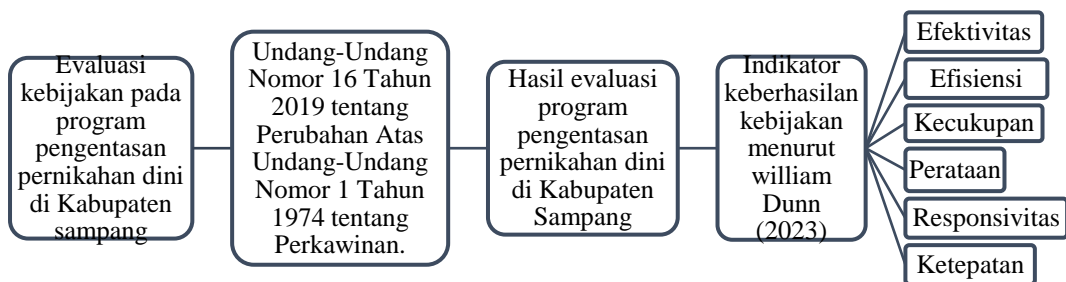 Evaluasi
kebijakan pada
program
pengentasan
pernikahan dini
di Kabupaten
sampang
Undang-Undang
Nomor 16 Tahun
2019 tentang
Perubahan Atas
Undang-Undang
Nomor 1 Tahun
1974 tentang
Perkawinan.
Hasil evaluasi
program
pengentasan
pernikahan dini
di Kabupaten
Sampang
Indikator
keberhasilan
kebijakan
menurut
william
Dunn
(2023)
Efektivitas
Efisiensi
Kecukupan
Perataan
Responsivitas
Ketepatan